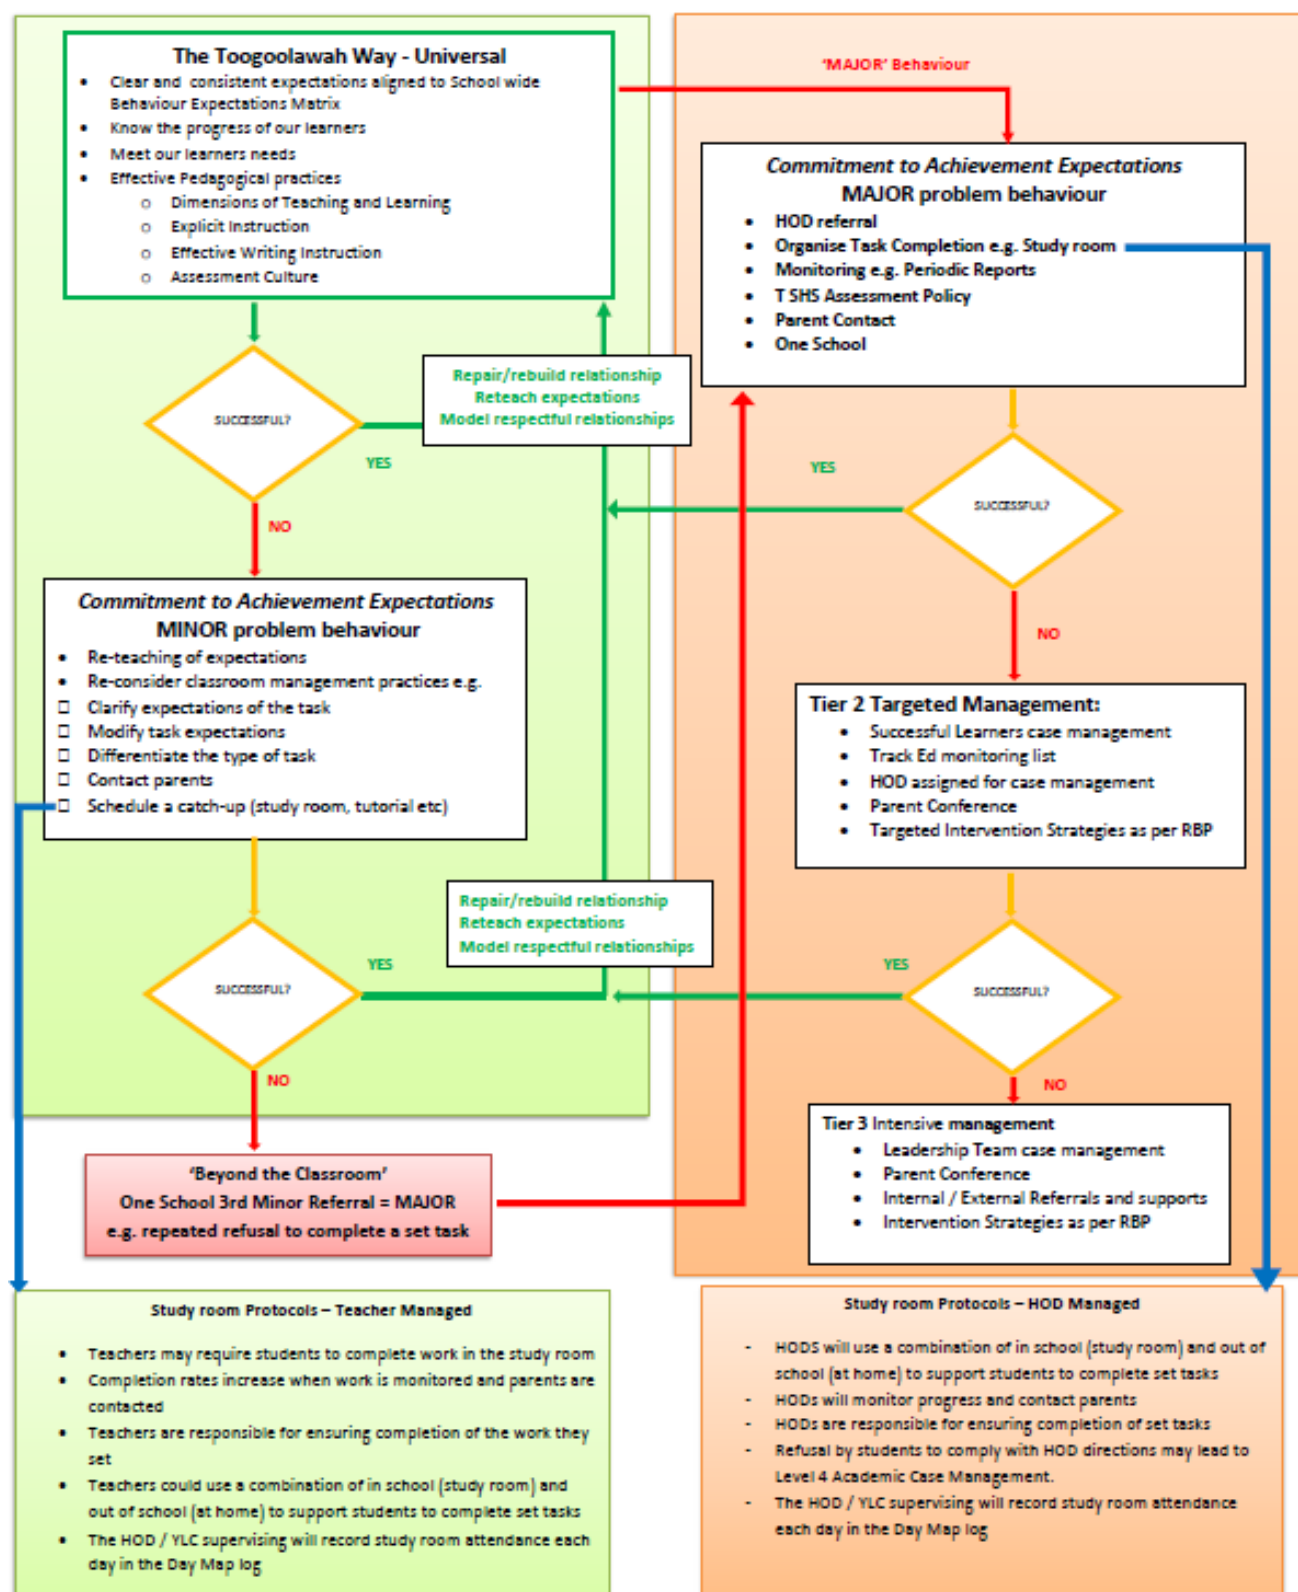 The Toogoolawah Way - Universal
• Clear and consistent expectations aligned to School wide
Behaviour Expectations Matrix
• Know the progress of our learners
• Meet our learners needs
• Effective Pedagogical practices
o Dimensions of Teaching and Learning
o Explicit Instruction
o Effective Writing Instruction
o Assessment Culture
SUCCESSFUL?
YES
NO
Repair/rebuild relationship
Reteach expectations
Model respectful relationships
Commitment to Achievement Expectations
MINOR problem behaviour
• Re-teaching of expectations
• Re-consider classroom management practices e.g.
□ Clarify expectations of the task
□ Modify task expectations
□ Differentiate the type of task
□ Contact parents
□ Schedule a catch-up (study room, tutorial etc)
SUCCESSFUL?
YES
NO
Repair/rebuild relationship
Reteach expectations
Model respectful relationships
'Beyond the Classroom'
One School 3rd Minor Referral = MAJOR
e.g. repeated refusal to complete a set task
'MAJOR' Behaviour
Commitment to Achievement Expectations
MAJOR problem behaviour
• HOD referral
• Organise Task Completion e.g. Study room
• Monitoring e.g. Periodic Reports
• T SHS Assessment Policy
• Parent Contact
• One School
SUCCESSFUL?
YES
NO
Tier 2 Targeted Management:
• Successful Learners case management
• Track Ed monitoring list
• HOD assigned for case management
• Parent Conference
• Targeted Intervention Strategies as per RBP
SUCCESSFUL?
YES
NO
Tier 3 Intensive management
• Leadership Team case management
• Parent Conference
• Internal / External Referrals and supports
• Intervention Strategies as per RBP
Study room Protocols – Teacher Managed
• Teachers may require students to complete work in the study room
• Completion rates increase when work is monitored and parents are
contacted
• Teachers are responsible for ensuring completion of the work they
set
• Teachers could use a combination of in school (study room) and
out of school (at home) to support students to complete set tasks
• The HOD / YLC supervising will record study room attendance each
day in the Day Map log
Study room Protocols – HOD Managed
- HODS will use a combination of in school (study room) and out of
school (at home) to support students to complete set tasks
- HODs will monitor progress and contact parents
- HODs are responsible for ensuring completion of set tasks
- Refusal by students to comply with HOD directions may lead to
Level 4 Academic Case Management.
- The HOD / YLC supervising will record study room attendance
each day in the Day Map log